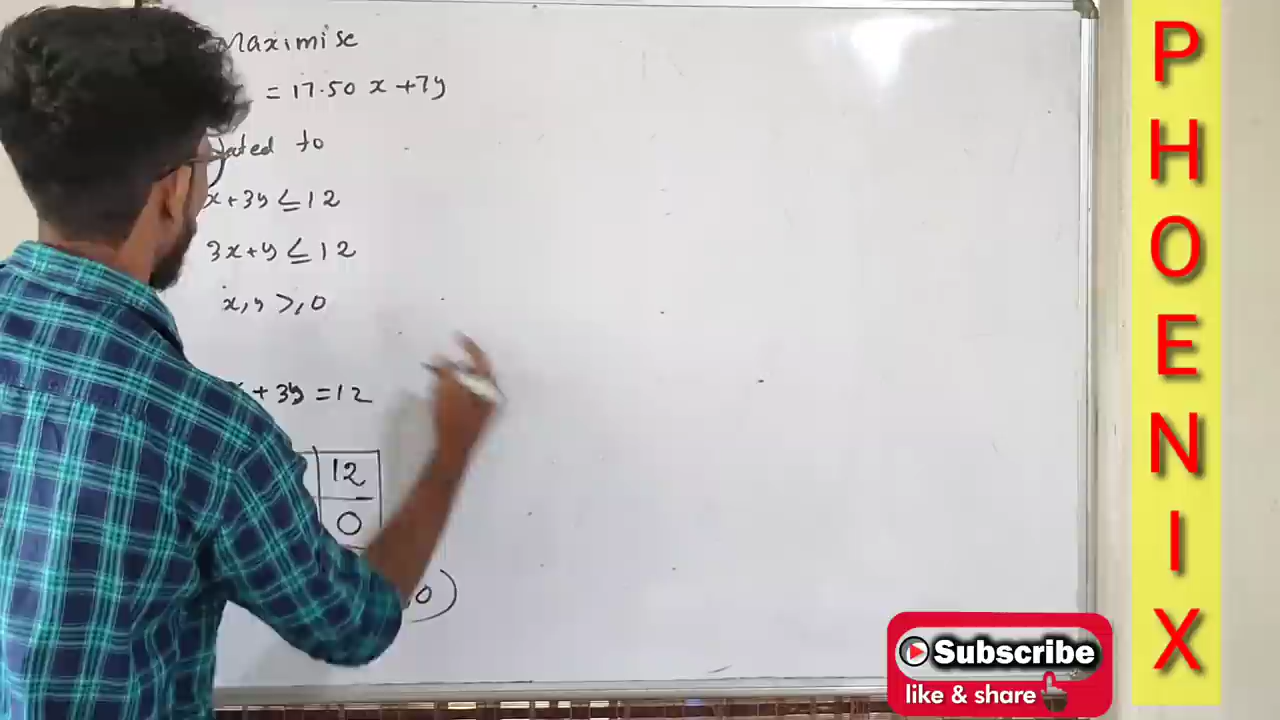 Maximise
= 17.50 x + 7y
to
x + 3y ≤ 12
3x + y ≤ 12
x, y ≥ 0
+ 3y = 12
12
0
0)
PHOENIX
Subscribe
like & share